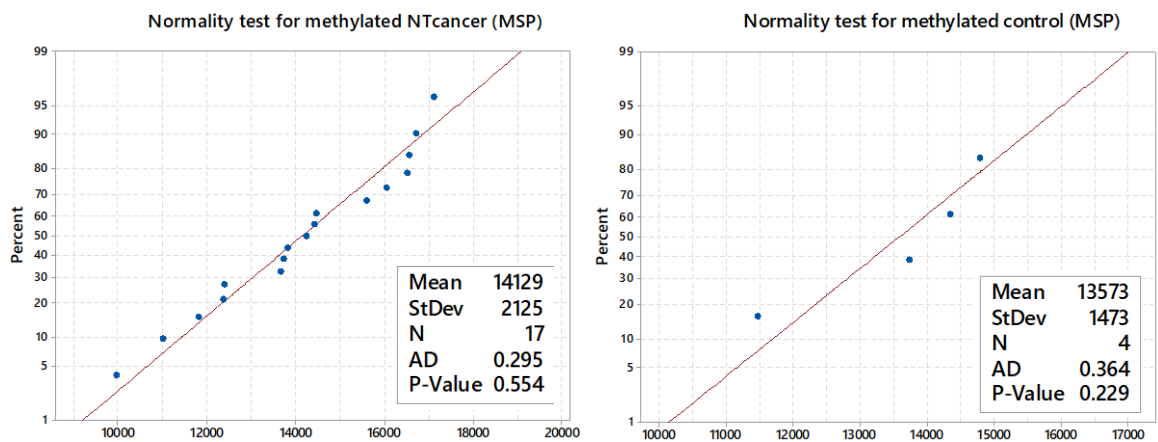 Normality test for methylated NTcancer (MSP)
99
95
90
80
70
60
50
40
30
20
10
5
1
Percent
Mean 14129
StDev 2125
N 17
AD 0.295
P-Value 0.554
10000 12000 14000 16000 18000 20000
Normality test for methylated control (MSP)
99
95
90
80
70
60
50
40
30
20
10
5
1
Percent
Mean 13573
StDev 1473
N 4
AD 0.364
P-Value 0.229
10000 11000 12000 13000 14000 15000 16000 17000